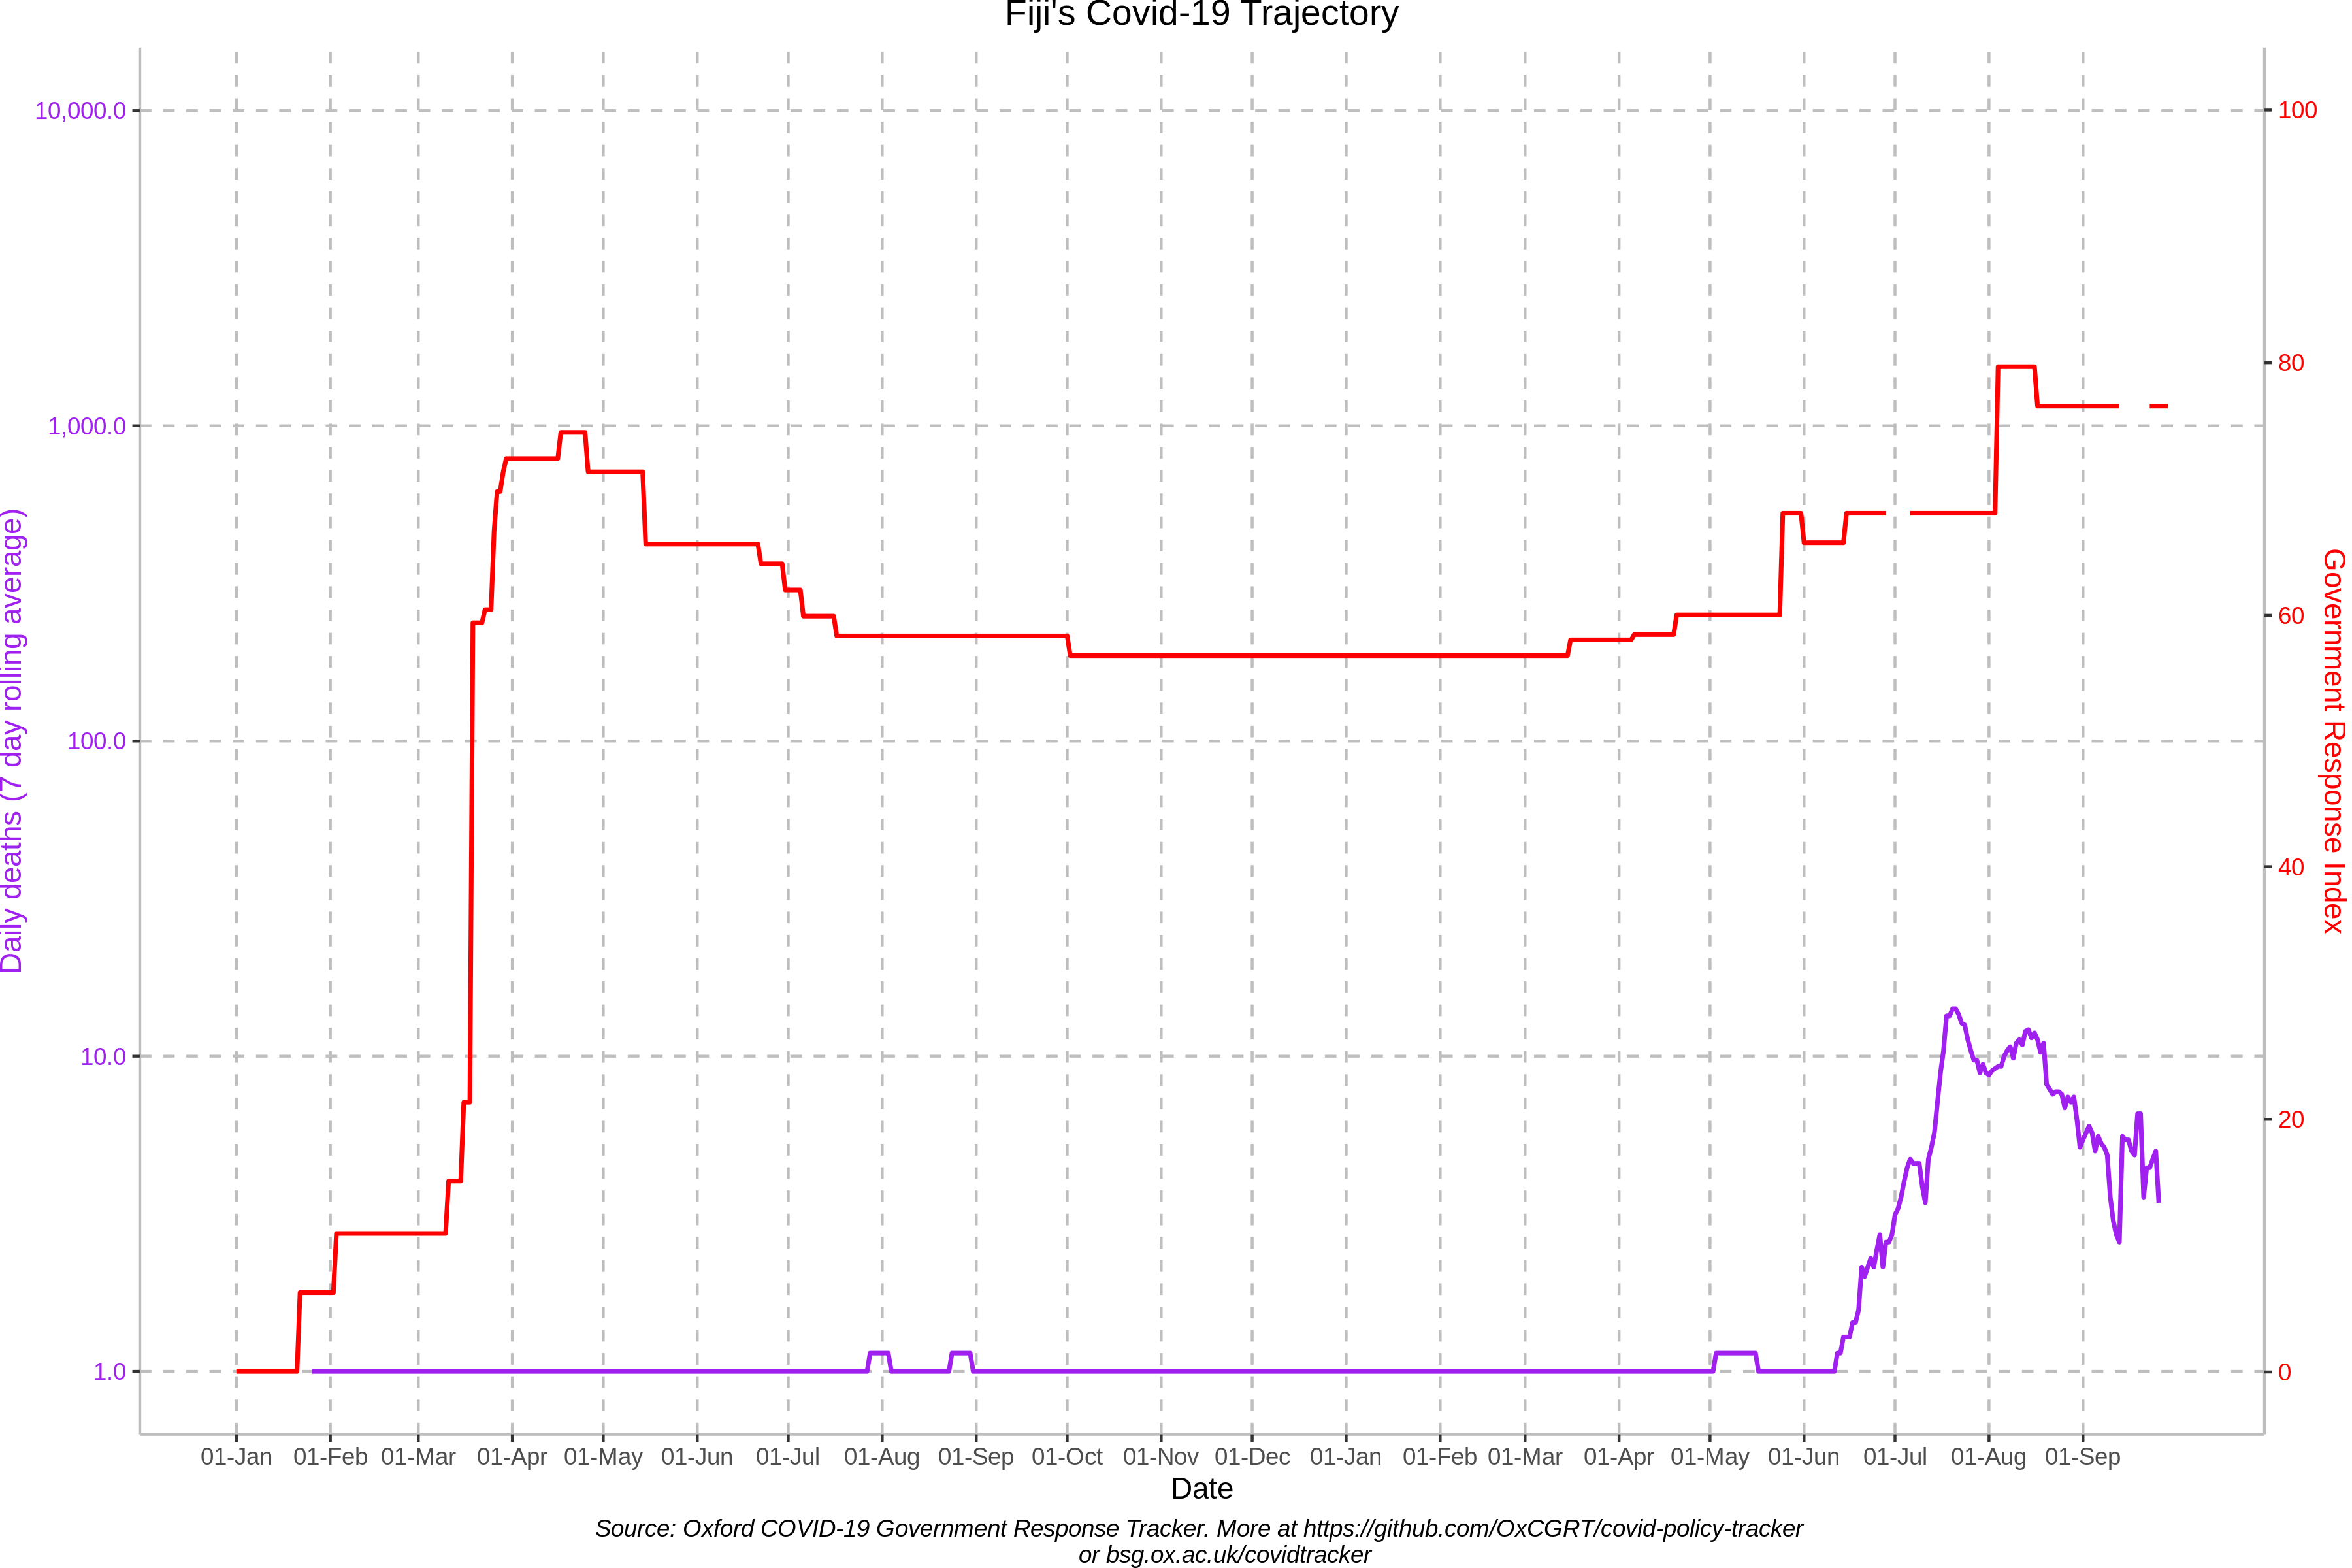 Fiji's Covid-19 Trajectory
10,000.0
1,000.0
100.0
10.0
1.0
Daily deaths (7 day rolling average)
100
80
60
40
20
0
Government Response Index
01-Jan 01-Feb 01-Mar 01-Apr 01-May 01-Jun 01-Jul 01-Aug 01-Sep 01-Oct 01-Nov 01-Dec 01-Jan 01-Feb 01-Mar 01-Apr 01-May 01-Jun 01-Jul 01-Aug 01-Sep
Date
Source: Oxford COVID-19 Government Response Tracker. More at https://github.com/OxCGRT/covid-policy-tracker
or bsg.ox.ac.uk/covidtracker